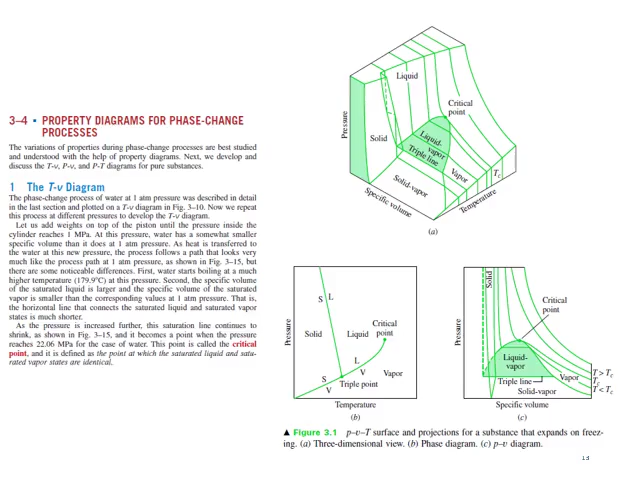 3–4 • PROPERTY DIAGRAMS FOR PHASE-CHANGE
PROCESSES
The variations of properties during phase-change processes are best studied
and understood with the help of property diagrams. Next, we develop and
discuss the T-v, P-v, and P-T diagrams for pure substances.
1 The T-v Diagram
The phase-change process of water at 1 atm pressure was described in detail
in the last section and plotted on a T-v diagram in Fig. 3–10. Now we repeat
this process at different pressures to develop the T-v diagram.
Let us add weights on top of the piston until the pressure inside the
cylinder reaches 1 MPa. At this pressure, water has a somewhat smaller
specific volume than it does at 1 atm pressure. As heat is transferred to
the water at this new pressure, the process follows a path that looks very
much like the process path at 1 atm pressure, as shown in Fig. 3–15, but
there are some noticeable differences. First, water starts boiling at a much
higher temperature (179.9°C) at this pressure. Second, the specific volume
of the saturated liquid is larger and the specific volume of the saturated
vapor is smaller than the corresponding values at 1 atm pressure. That is,
the horizontal line that connects the saturated liquid and saturated vapor
states is much shorter.
As the pressure is increased further, this saturation line continues to
shrink, as shown in Fig. 3–15, and it becomes a point when the pressure
reaches 22.06 MPa for the case of water. This point is called the critical
point, and it is defined as the point at which the saturated liquid and satu-
rated vapor states are identical.
Liquid
Critical
point
Pressure
Solid
Liquid-
vapor
Triple line
Vapor
Tc
Solid-vapor
Specific volume
Temperature
(a)
S L
Critical
point
Pressure
Solid
Liquid
L
V
Vapor
S
V
Triple point
Temperature
(b)
Solid
Critical
point
Pressure
Liquid-
vapor
T > Tc
Tc
T < Tc
Triple line
Vapor
Solid-vapor
Specific volume
(c)
▲ Figure 3.1 p–v–T surface and projections for a substance that expands on freez-
ing. (a) Three-dimensional view. (b) Phase diagram. (c) p–v diagram.
13